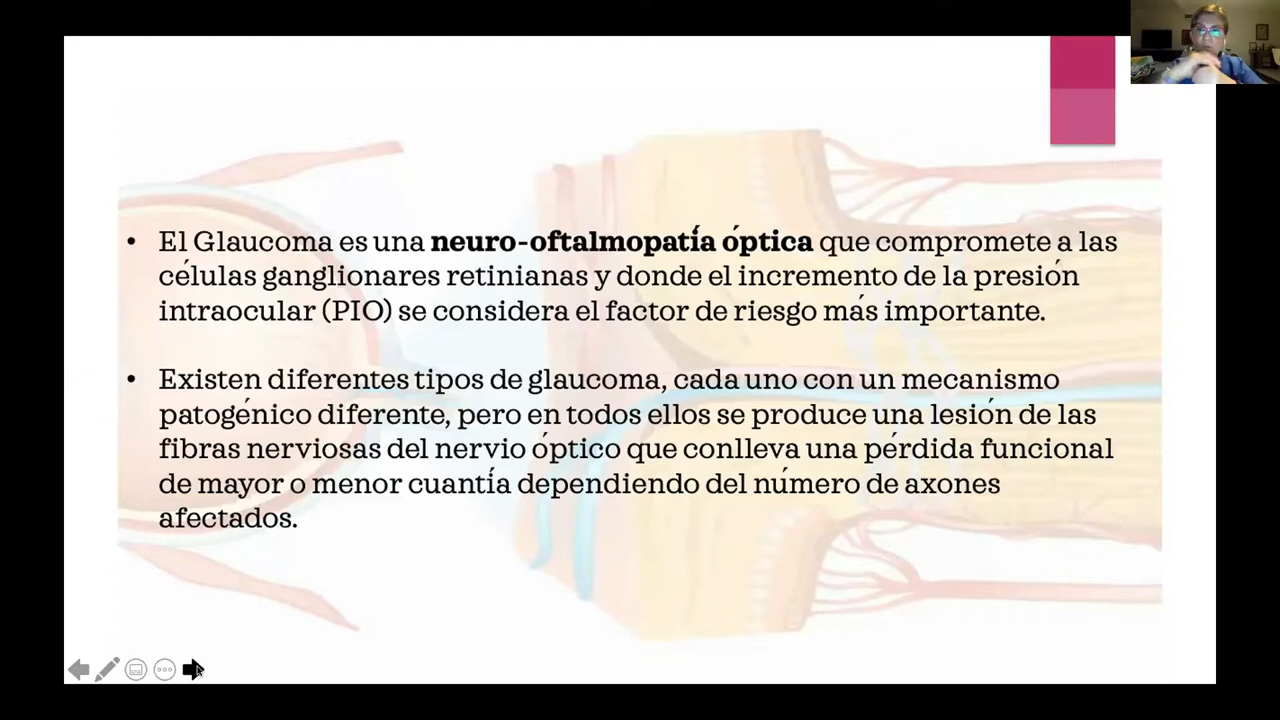 • El Glaucoma es una neuro-oftalmopatía óptica que compromete a las
células ganglionares retinianas y donde el incremento de la presión
intraocular (PIO) se considera el factor de riesgo más importante.
• Existen diferentes tipos de glaucoma, cada uno con un mecanismo
patogénico diferente, pero en todos ellos se produce una lesión de las
fibras nerviosas del nervio óptico que conlleva una pérdida funcional
de mayor o menor cuantía dependiendo del número de axones
afectados.